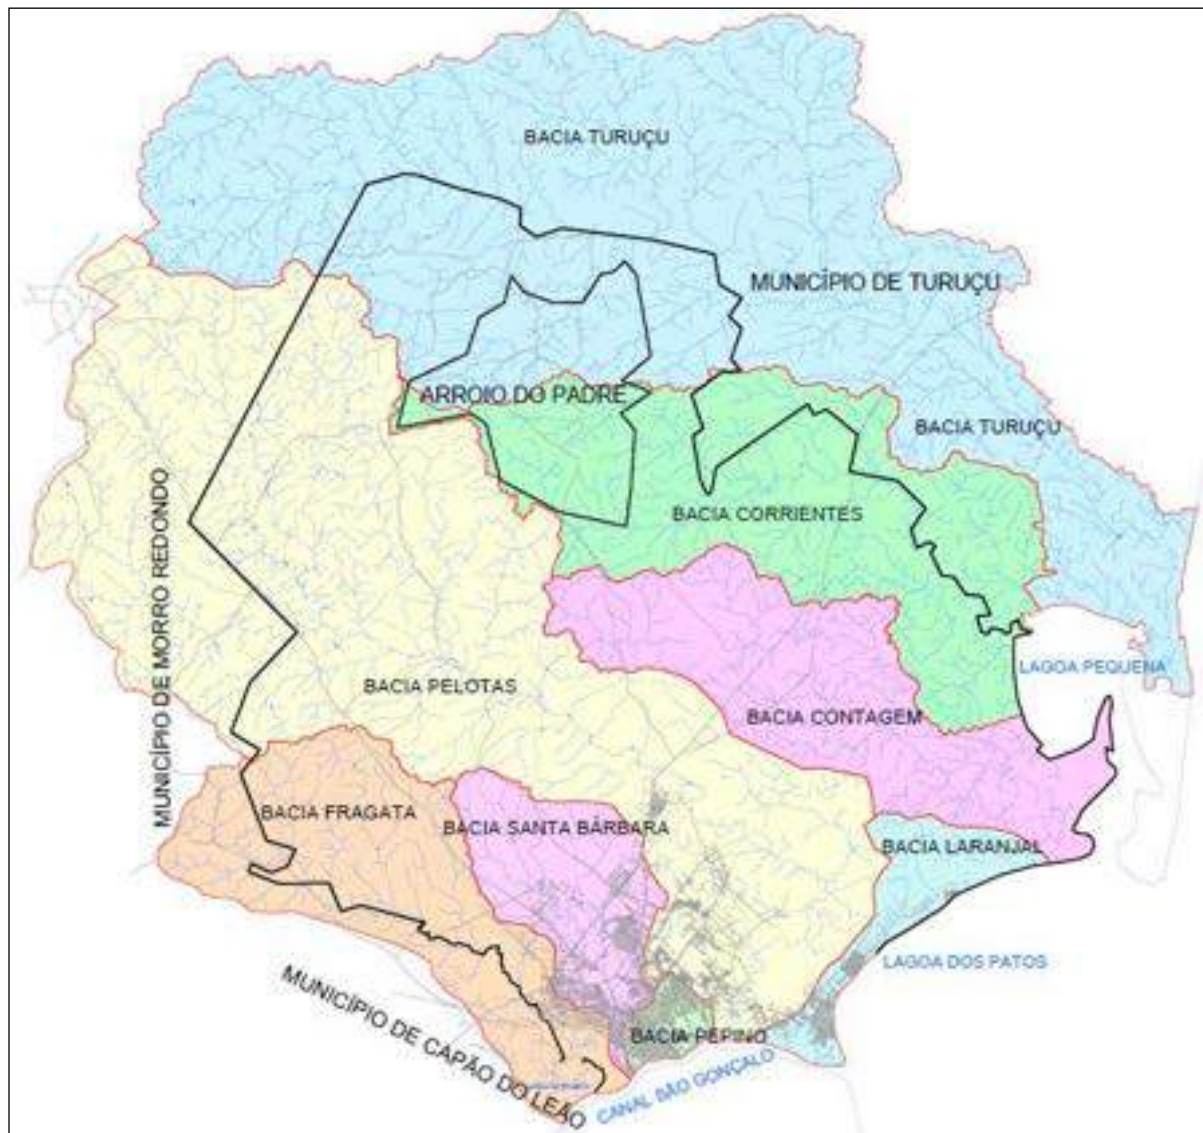 BACIA TURUÇU
MUNICÍPIO DE TURUÇU
ARROIO DO PADRE
BACIA TURUÇU
MUNICÍPIO DE MORRO REDONDO
BACIA CORRIENTES
LAGOA PEQUENA
BACIA PELOTAS
BACIA CONTAGEM
BACIA FRAGATA
BACIA SANTA BÁRBARA
BACIA LARANJAL
LAGOA DOS PATOS
MUNICÍPIO DE CAPÃO DO LEÃO
BACIA PEPINO
CANAL SÃO GONÇALO